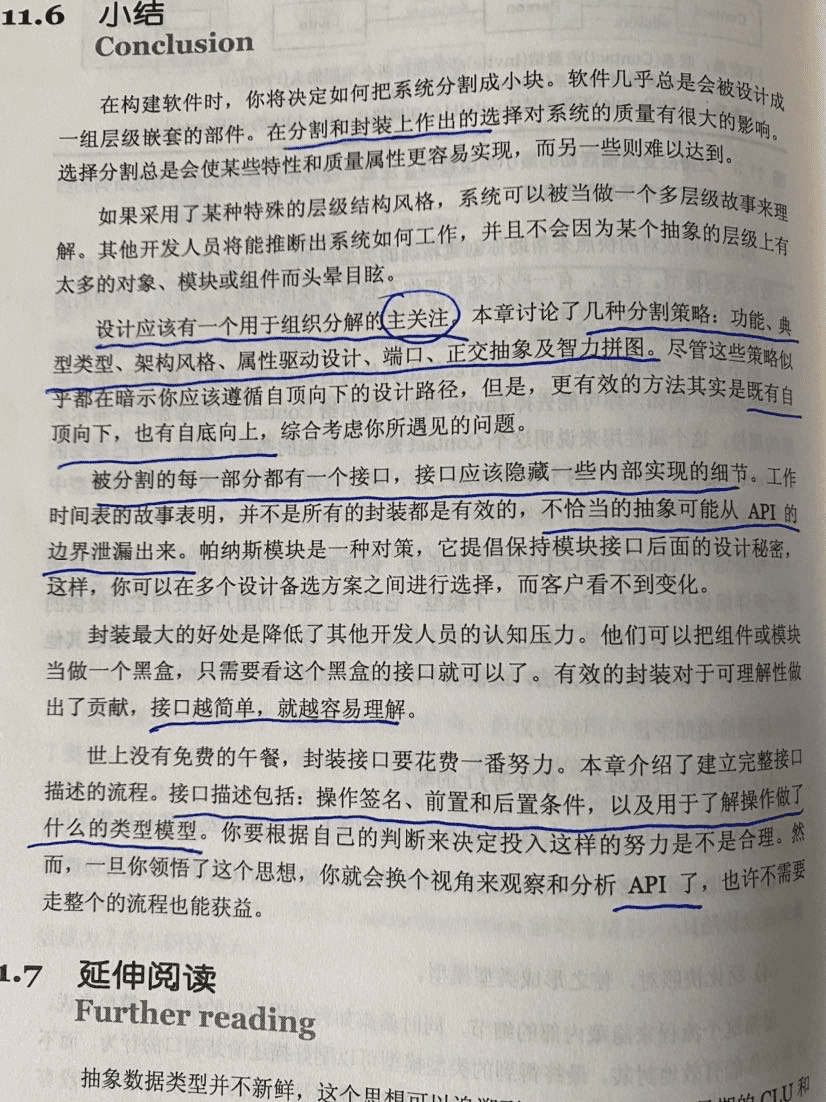 11.6 小结
Conclusion
在构建软件时，你将决定如何把系统分割成小块。软件几乎总是会被设计成
一组层级嵌套的部件。在分割和封装上作出的选择对系统的质量有很大的影响。
选择分割总是会使某些特性和质量属性更容易实现，而另一些则难以达到。
如果采用了某种特殊的层级结构风格，系统可以被当做一个多层级故事来理
解。其他开发人员将能推断出系统如何工作，并且不会因为某个抽象的层级上有
太多的对象、模块或组件而头晕目眩。
设计应该有一个用于组织分解的主关注。本章讨论了几种分割策略：功能、典
型类型、架构风格、属性驱动设计、端口、正交抽象及智力拼图。尽管这些策略似
乎都在暗示你应该遵循自顶向下的设计路径，但是，更有效的方法其实是既有自
顶向下，也有自底向上，综合考虑你所遇见的问题。
被分割的每一部分都有一个接口，接口应该隐藏一些内部实现的细节。工作
时间表的故事表明，并不是所有的封装都是有效的，不恰当的抽象可能从 API 的
边界泄漏出来。帕纳斯模块是一种对策，它提倡保持模块接口后面的设计秘密，
这样，你可以在多个设计备选方案之间进行选择，而客户看不到变化。
封装最大的好处是降低了其他开发人员的认知压力。他们可以把组件或模块
当做一个黑盒，只需要看这个黑盒的接口就可以了。有效的封装对于可理解性做
出了贡献，接口越简单，就越容易理解。
世上没有免费的午餐，封装接口要花费一番努力。本章介绍了建立完整接口
描述的流程。接口描述包括：操作签名、前置和后置条件，以及用于了解操作做了
什么的类型模型。你要根据自己的判断来决定投入这样的努力是不是合理。然
而，一旦你领悟了这个思想，你就会换个视角来观察和分析 API 了，也许不需要
走整个的流程也能获益。
1.7 延伸阅读
Further reading
抽象数据类型并不新鲜，这个思想可以追溯到 的 CLU 和